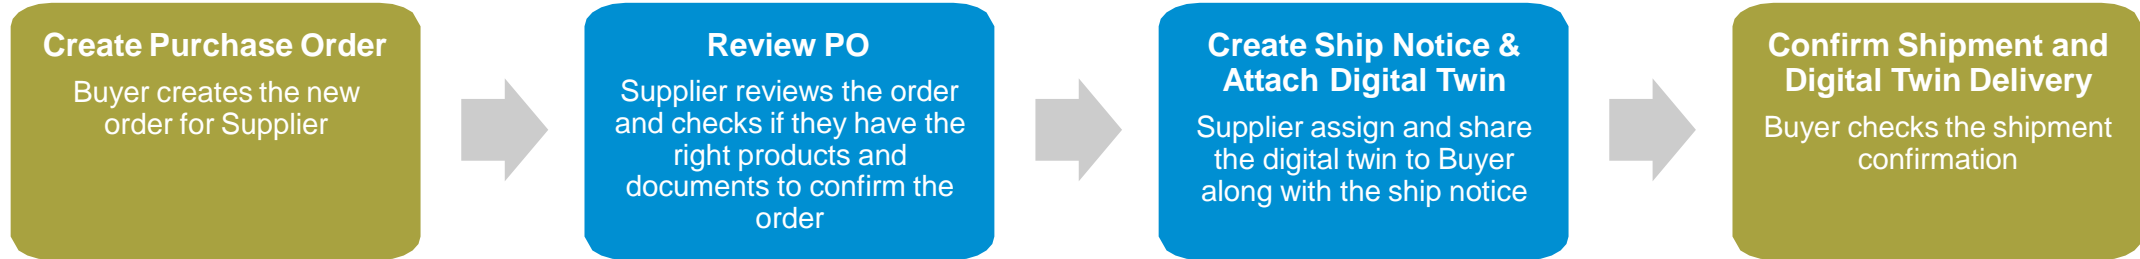 Create Purchase Order
Buyer creates the new
order for Supplier
Review PO
Supplier reviews the order
and checks if they have the
right products and
documents to confirm the
order
Create Ship Notice &
Attach Digital Twin
Supplier assign and share
the digital twin to Buyer
along with the ship notice
Confirm Shipment and
Digital Twin Delivery
Buyer checks the shipment
confirmation